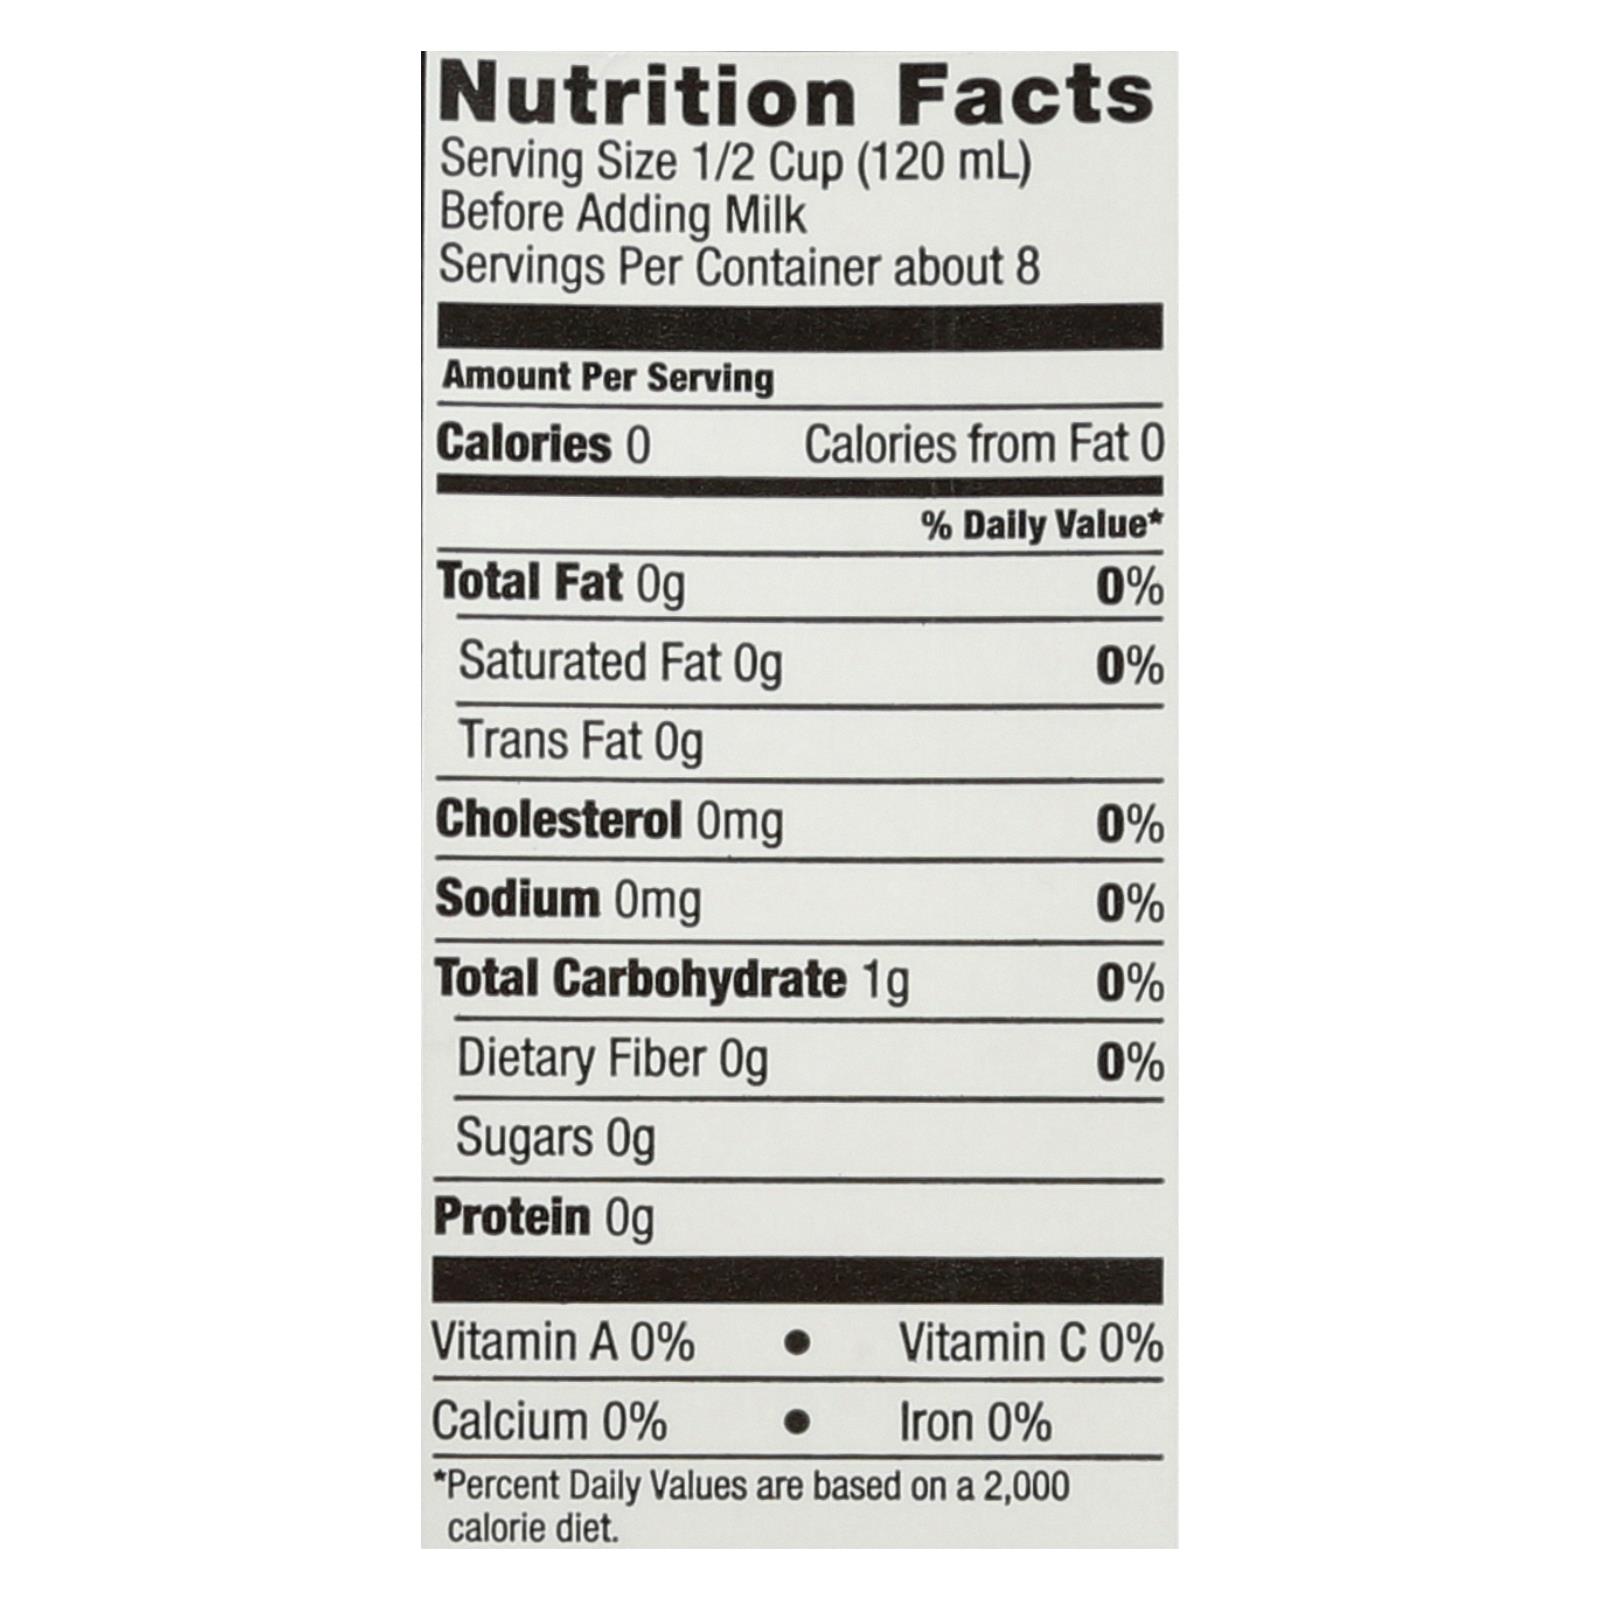 Nutrition Facts
Serving Size 1/2 Cup (120 mL)
Before Adding Milk
Servings Per Container about 8
Amount Per Serving
Calories 0 Calories from Fat 0
% Daily Value*
Total Fat 0g 0%
Saturated Fat 0g 0%
Trans Fat 0g
Cholesterol 0mg 0%
Sodium 0mg 0%
Total Carbohydrate 1g 0%
Dietary Fiber 0g 0%
Sugars 0g
Protein 0g
Vitamin A 0% • Vitamin C 0%
Calcium 0% • Iron 0%
*Percent Daily Values are based on a 2,000
calorie diet.